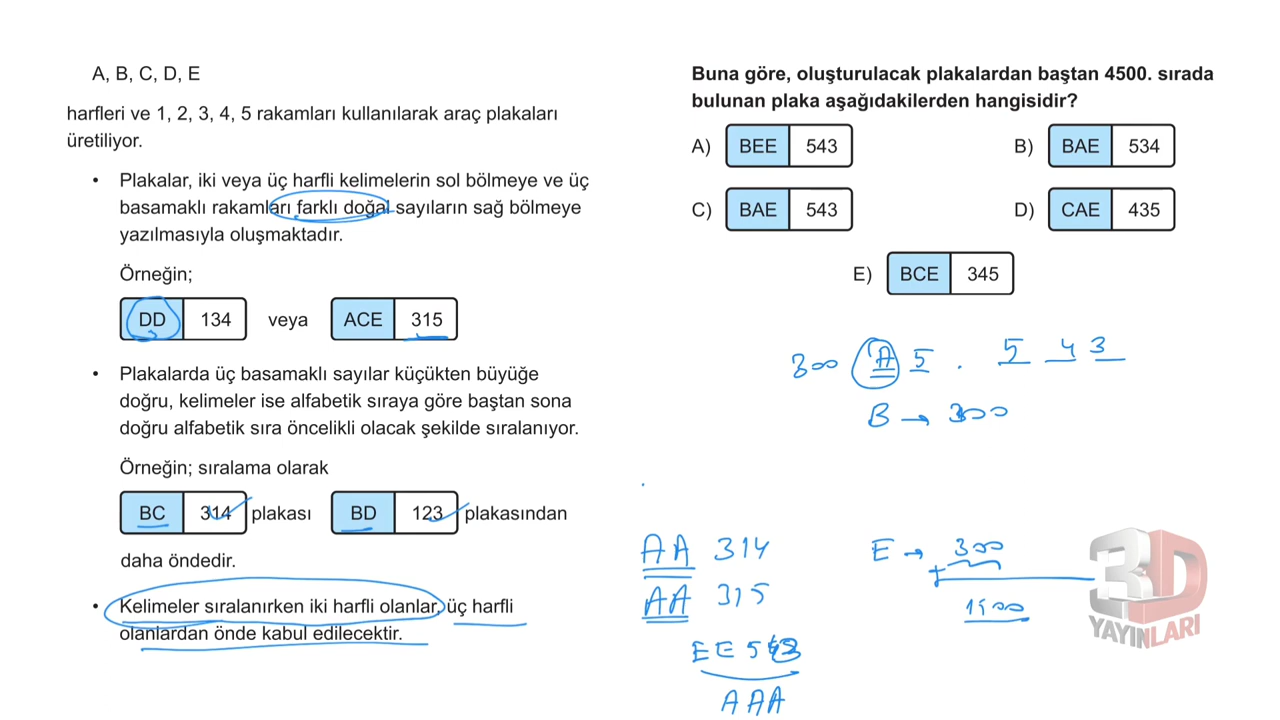 A, B, C, D, E
harfleri ve 1, 2, 3, 4, 5 rakamları kullanılarak araç plakaları
üretiliyor.
• Plakalar, iki veya üç harfli kelimelerin sol bölmeye ve üç
basamaklı rakamları farklı doğal sayıların sağ bölmeye
yazılmasıyla oluşmaktadır.
Örneğin;
DD 134 veya ACE 315
• Plakalarda üç basamaklı sayılar küçükten büyüğe
doğru, kelimeler ise alfabetik sıraya göre baştan sona
doğru alfabetik sıra öncelikli olacak şekilde sıralanıyor.
Örneğin; sıralama olarak
BC 314 plakası BD 123 plakasından
daha öndedir.
• Kelimeler sıralanırken iki harfli olanlar, üç harfli
olanlardan önde kabul edilecektir.
Buna göre, oluşturulacak plakalardan baştan 4500. sırada
bulunan plaka aşağıdakilerden hangisidir?
A) BEE 543
B) BAE 534
C) BAE 543
D) CAE 435
E) BCE 345
300 A 5 . 5 4 3
B → 300
AA 314
AA 315
EE 543
AAA
E → 300
+
1500
3D
YAYINLARI